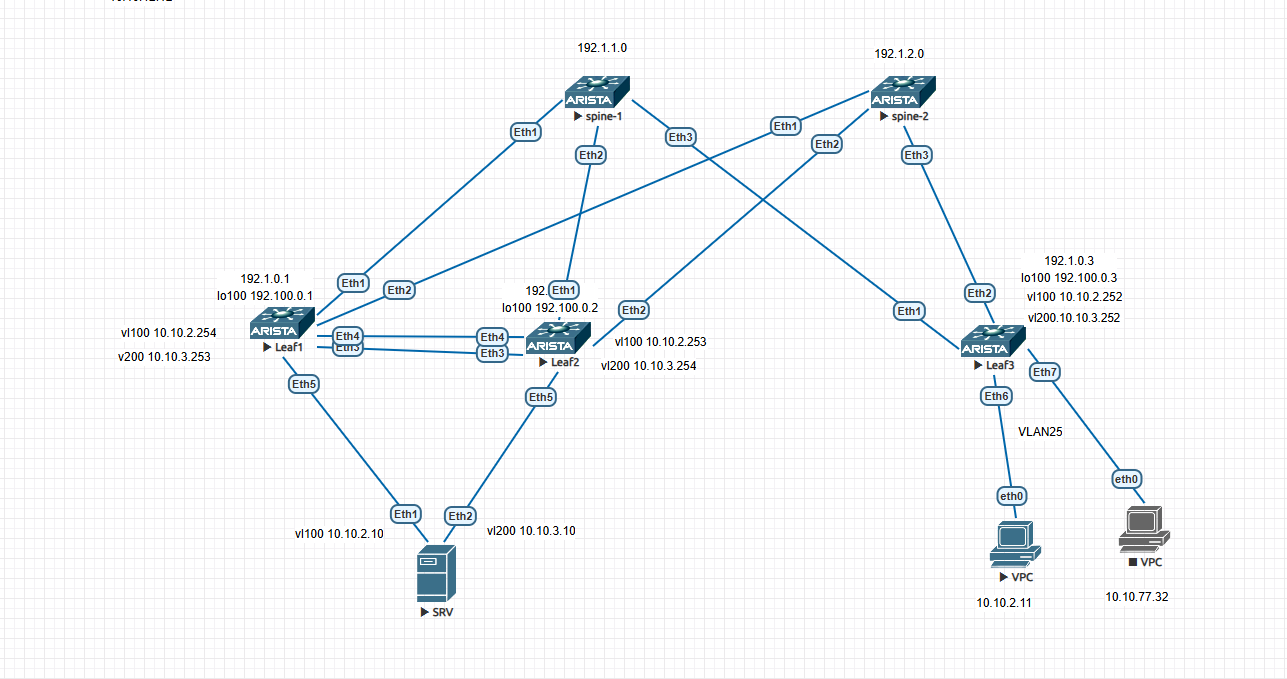 192.1.1.0
192.1.2.0
ARISTA
spine-1
ARISTA
spine-2
Eth1
Eth2
Eth3
Eth1
Eth2
Eth3
192.1.0.1
lo100 192.100.0.1
Eth1
Eth2
192.
Eth1
lo100 192.100.0.2
Eth2
192.1.0.3
lo100 192.100.0.3
vl100 10.10.2.252
vl200.10.10.3.252
Eth2
Eth1
ARISTA
Leaf1
vl100 10.10.2.254
v200 10.10.3.253
Eth4
Eth3
Eth4
Eth3
ARISTA
Leaf2
vl100 10.10.2.253
vl200 10.10.3.254
ARISTA
Leaf3
Eth5
Eth5
Eth6
Eth7
VLAN25
eth0
eth0
Eth1
Eth2
vl100 10.10.2.10
vl200 10.10.3.10
SRV
VPC
10.10.2.11
VPC
10.10.77.32